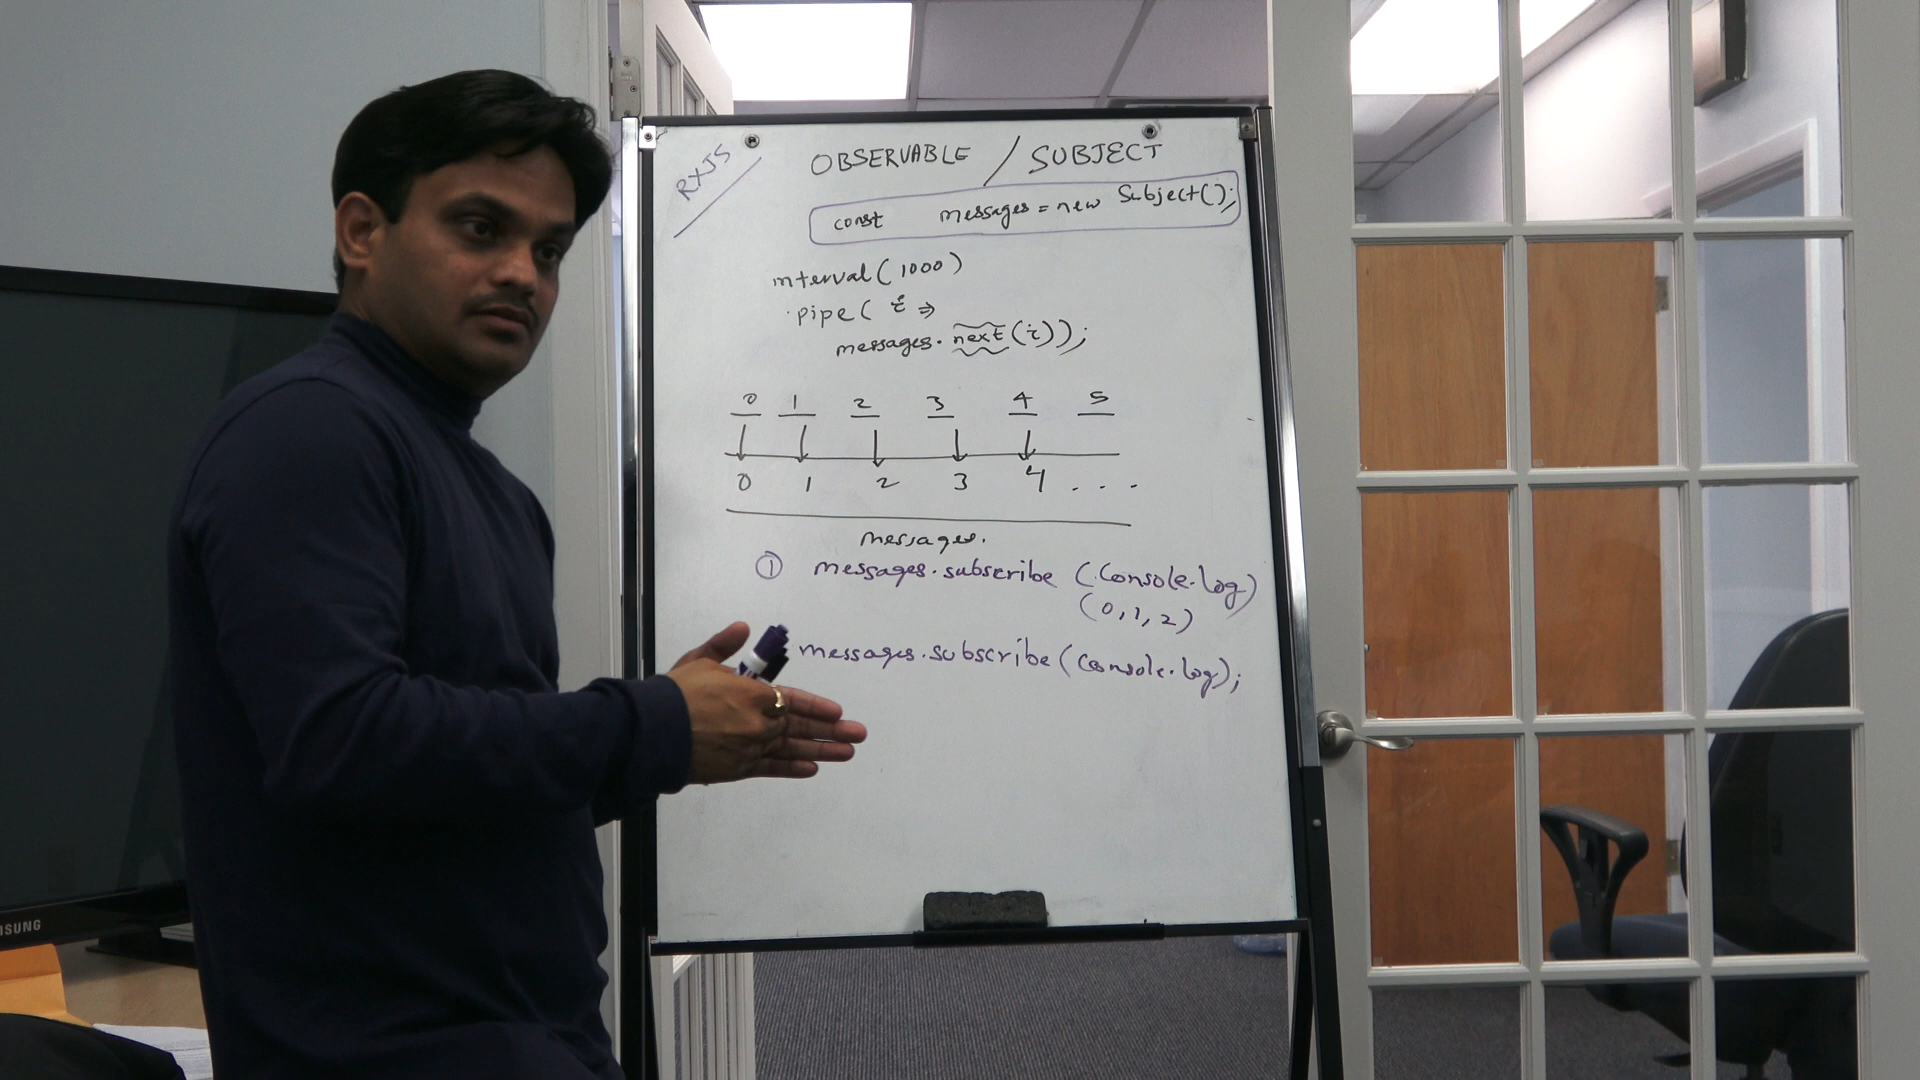 RXJS
OBSERVABLE / SUBJECT
const messages = new Subject();
interval(1000)
.pipe( i =>
messages.next(i));
0 1 2 3 4 5
0 1 2 3 4 . . .
messages.
① messages.subscribe (Console.log)
(0,1,2)
messages.subscribe(Console.log);
SUNG